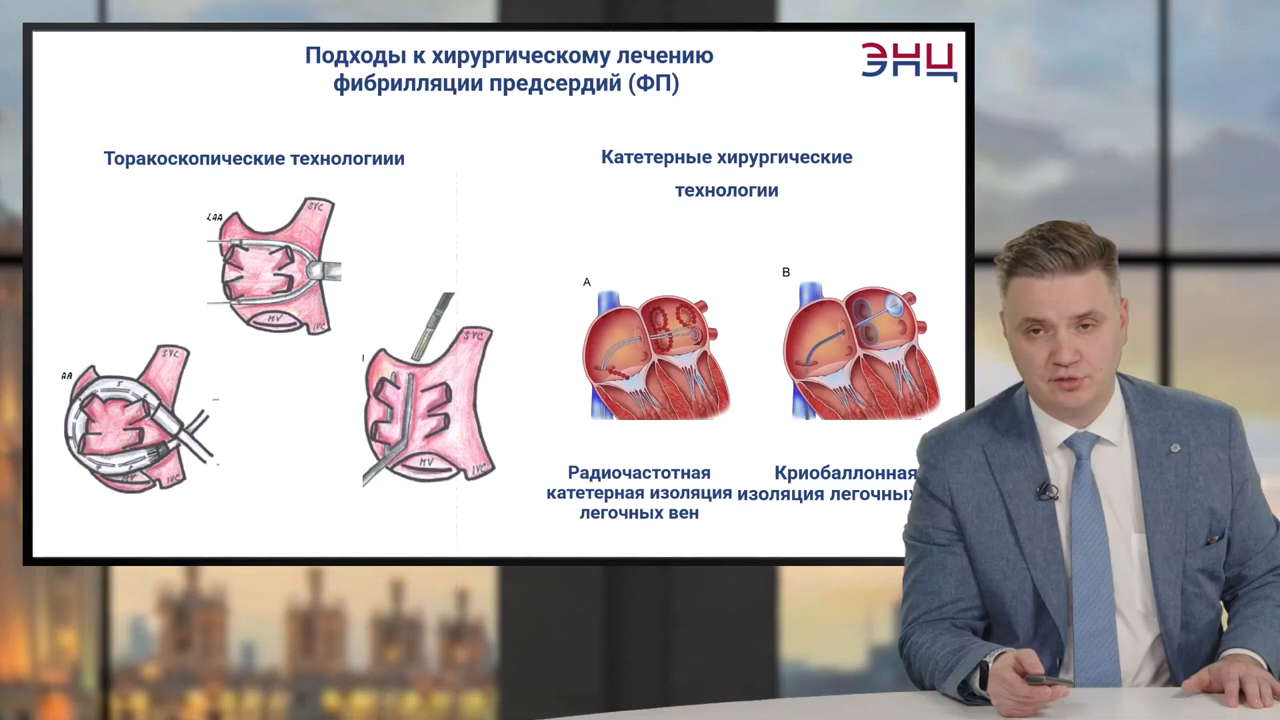 Подходы к хирургическому лечению
фибрилляции предсердий (ФП)
ЭНЦ
Торакоскопические технологиии
Катетерные хирургические
технологии
LAA
SVC
MV
IVC
AA
SVC
IVC
SVC
MV
IVC
A
B
Радиочастотная
катетерная изоляция
легочных вен
Криобаллонная
изоляция легочных